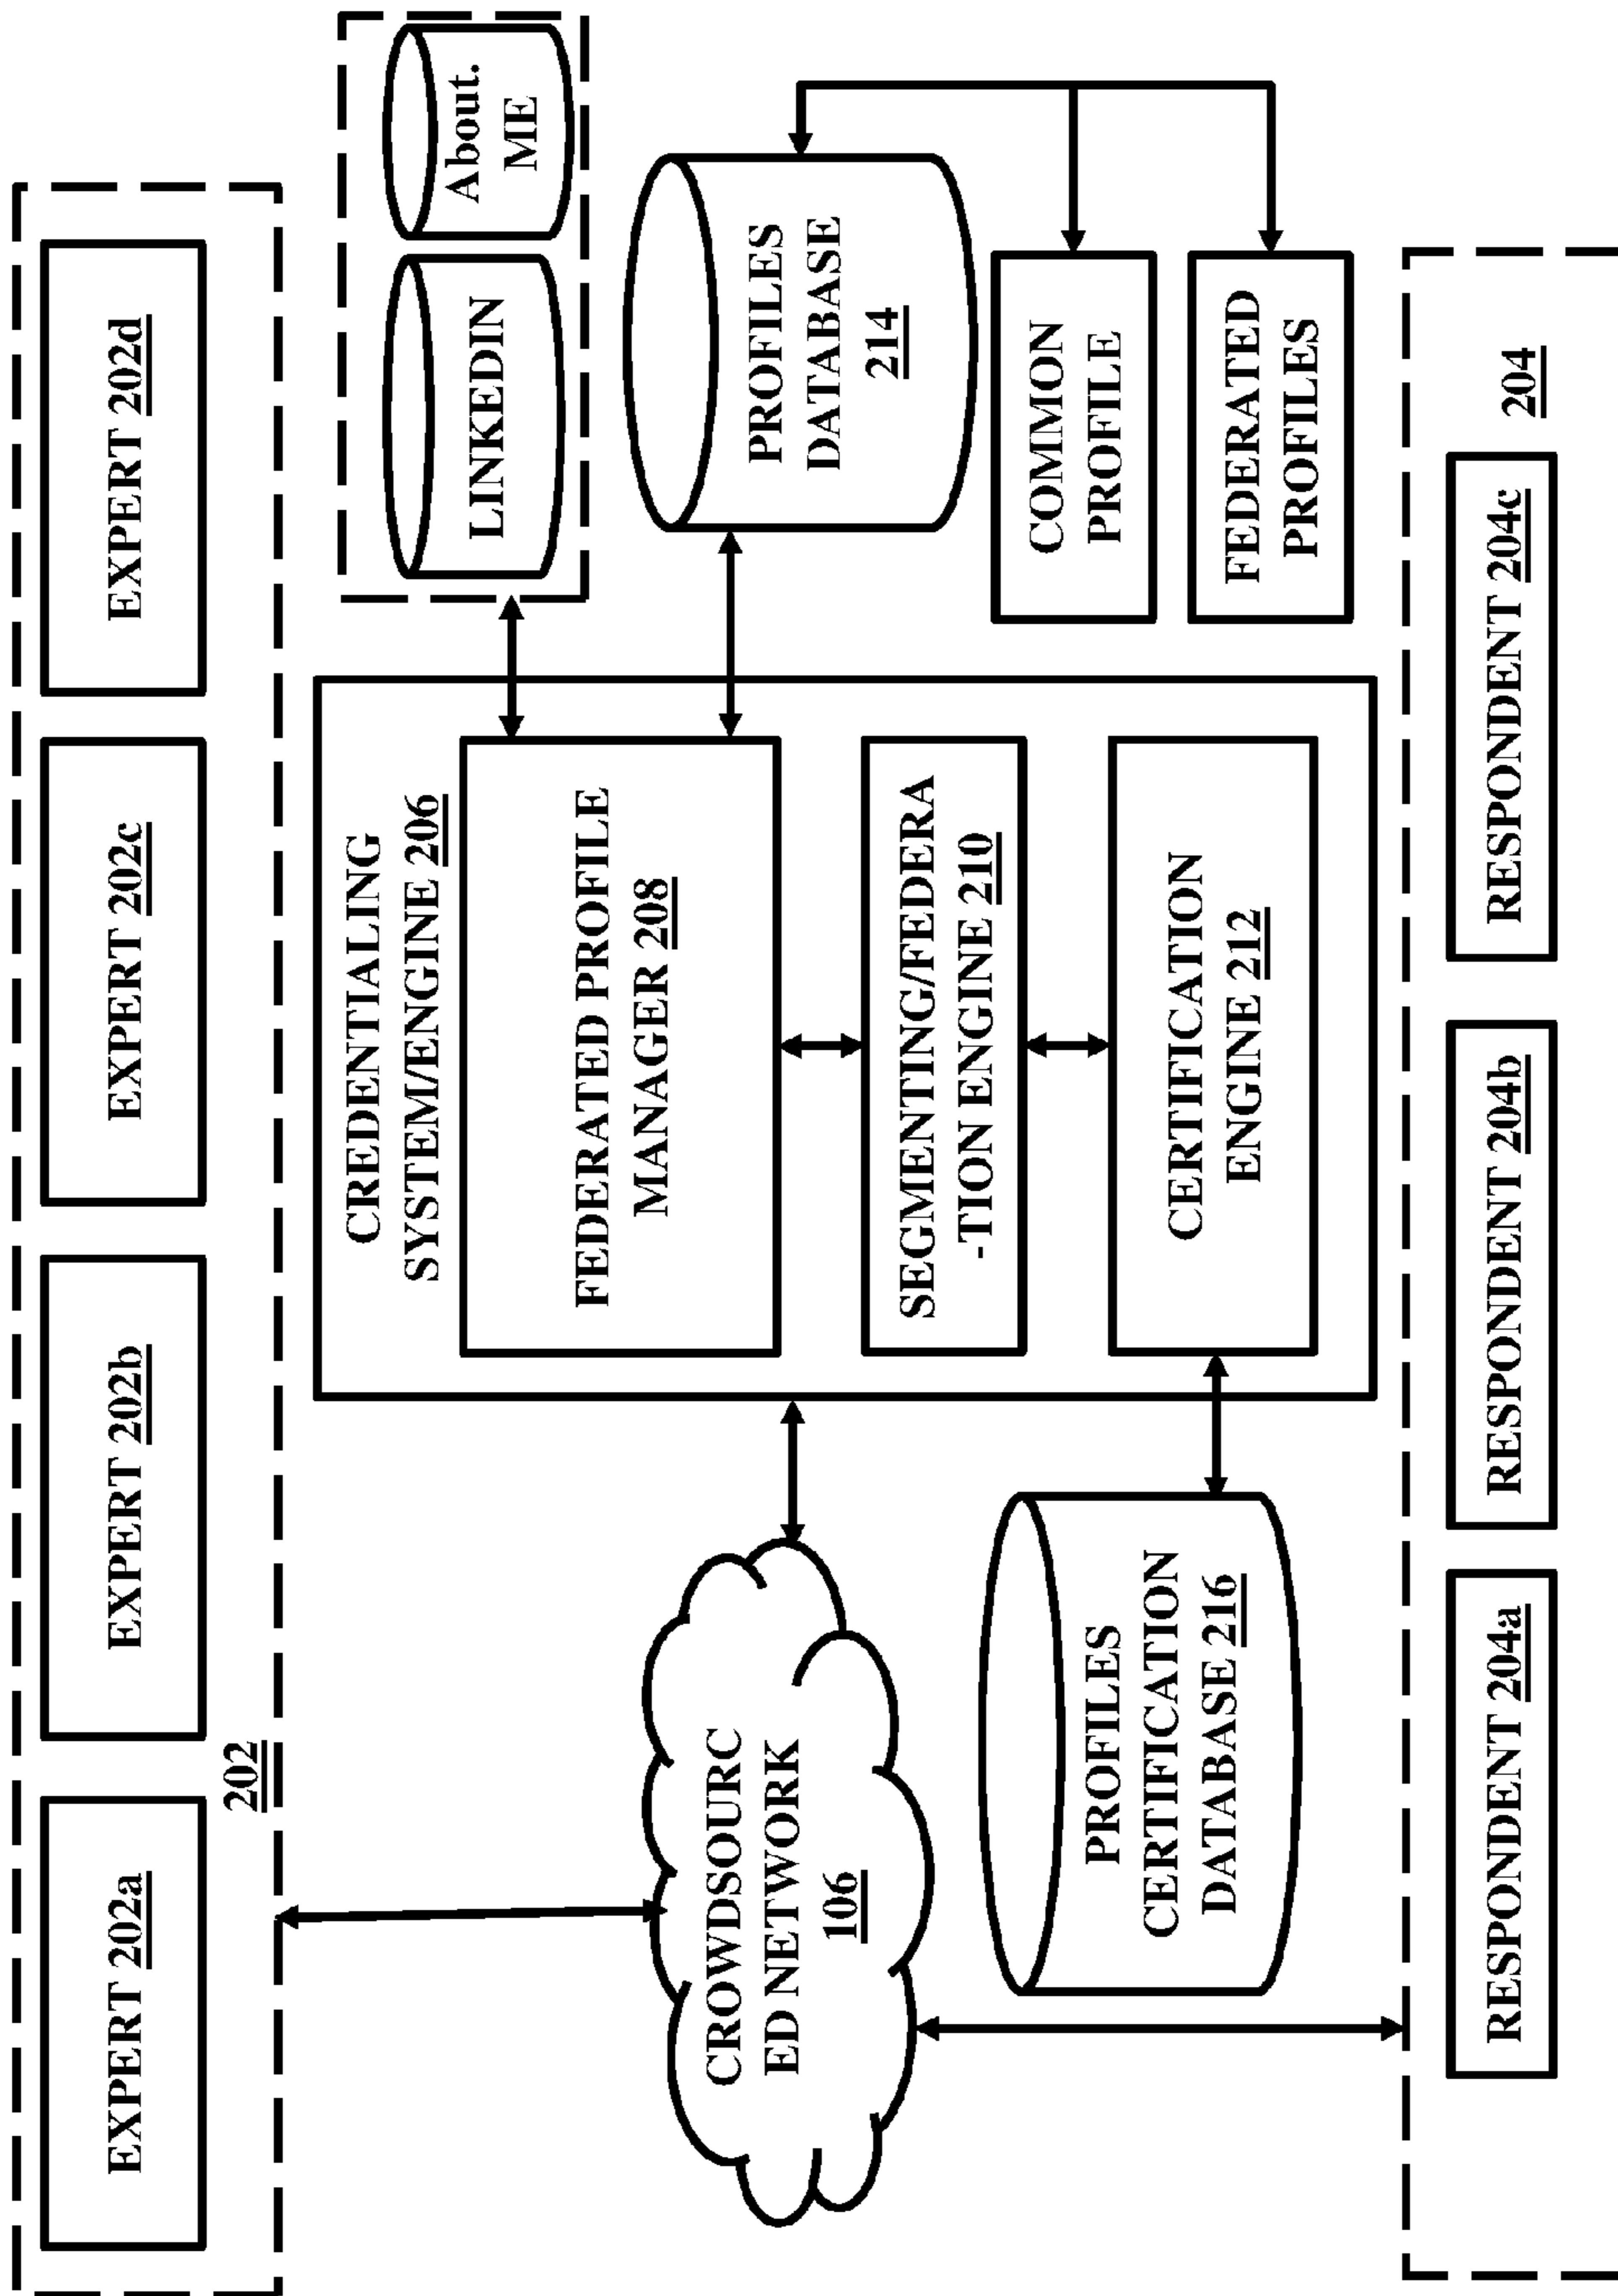 EXPERT 202a
EXPERT 202b
EXPERT 202c
EXPERT 202d
202
CREDENTIALING
SYSTEM/ENGINE 206
FEDERATED PROFILE
MANAGER 208
SEGMENTING/FEDERA
-TION ENGINE 210
CERTIFICATION
ENGINE 212
LINKEDIN
About.
ME
PROFILES
DATABASE
214
COMMON
PROFILE
FEDERATED
PROFILES
CROWDSOURC
ED NETWORK
106
PROFILES
CERTIFICATION
DATABASE 216
RESPONDENT 204a
RESPONDENT 204b
RESPONDENT 204c
204